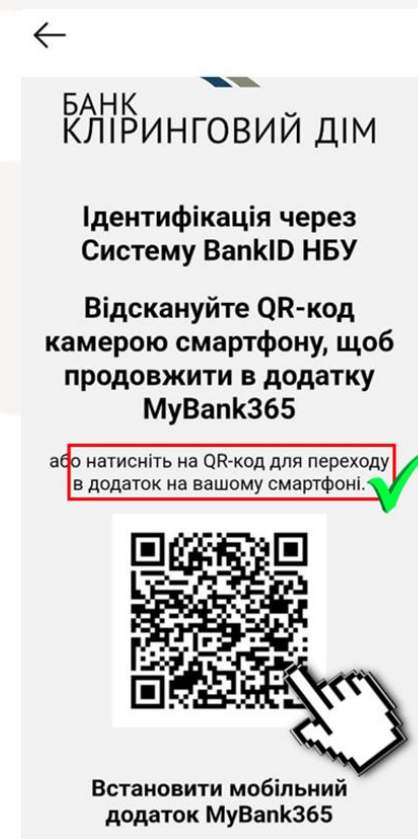 БАНК
КЛІРИНГОВИЙ ДІМ
Ідентифікація через
Систему BankID НБУ
Відскануйте QR-код
камерою смартфону, щоб
продовжити в додатку
MyBank365
або натисніть на QR-код для переходу
в додаток на вашому смартфоні.
Встановити мобільний
додаток MyBank365